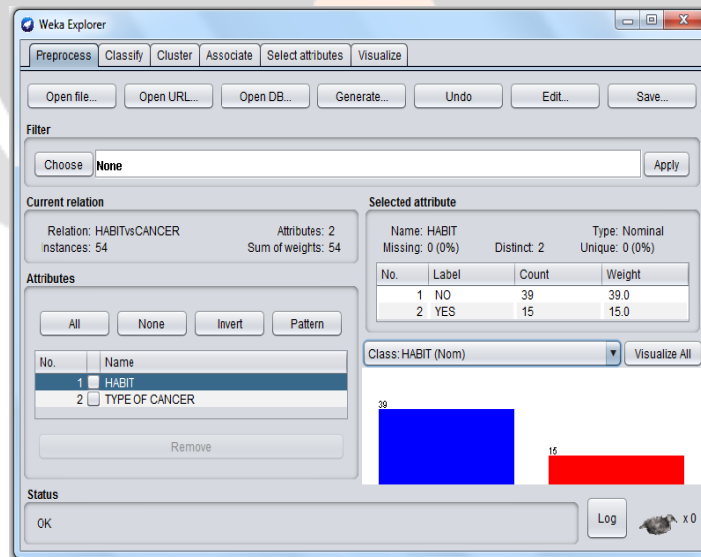 Weka Explorer
Preprocess Classify Cluster Associate Select attributes Visualize
Open file... Open URL... Open DB... Generate... Undo Edit... Save...
Filter
Choose None Apply
Current relation
Relation: HABITvsCANCER Attributes: 2
Instances: 54 Sum of weights: 54
Selected attribute
Name: HABIT Type: Nominal
Missing: 0 (0%) Distinct: 2 Unique: 0 (0%)
No. Label Count Weight
1 NO 39 39.0
2 YES 15 15.0
Attributes
All None Invert Pattern
No. Name
1 HABIT
2 TYPE OF CANCER
Remove
Class: HABIT (Nom) Visualize All
39
15
Status
OK
Log x 0